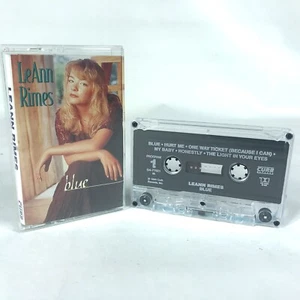 LeAnn
Rimes
blue
LEANN RIMES
BLUE • HURT ME • ONE WAY TICKET (BECAUSE I CAN) •
MY BABY • HONESTLY • THE LIGHT IN YOUR EYES
1
CURB
LEANN RIMES
BLUE